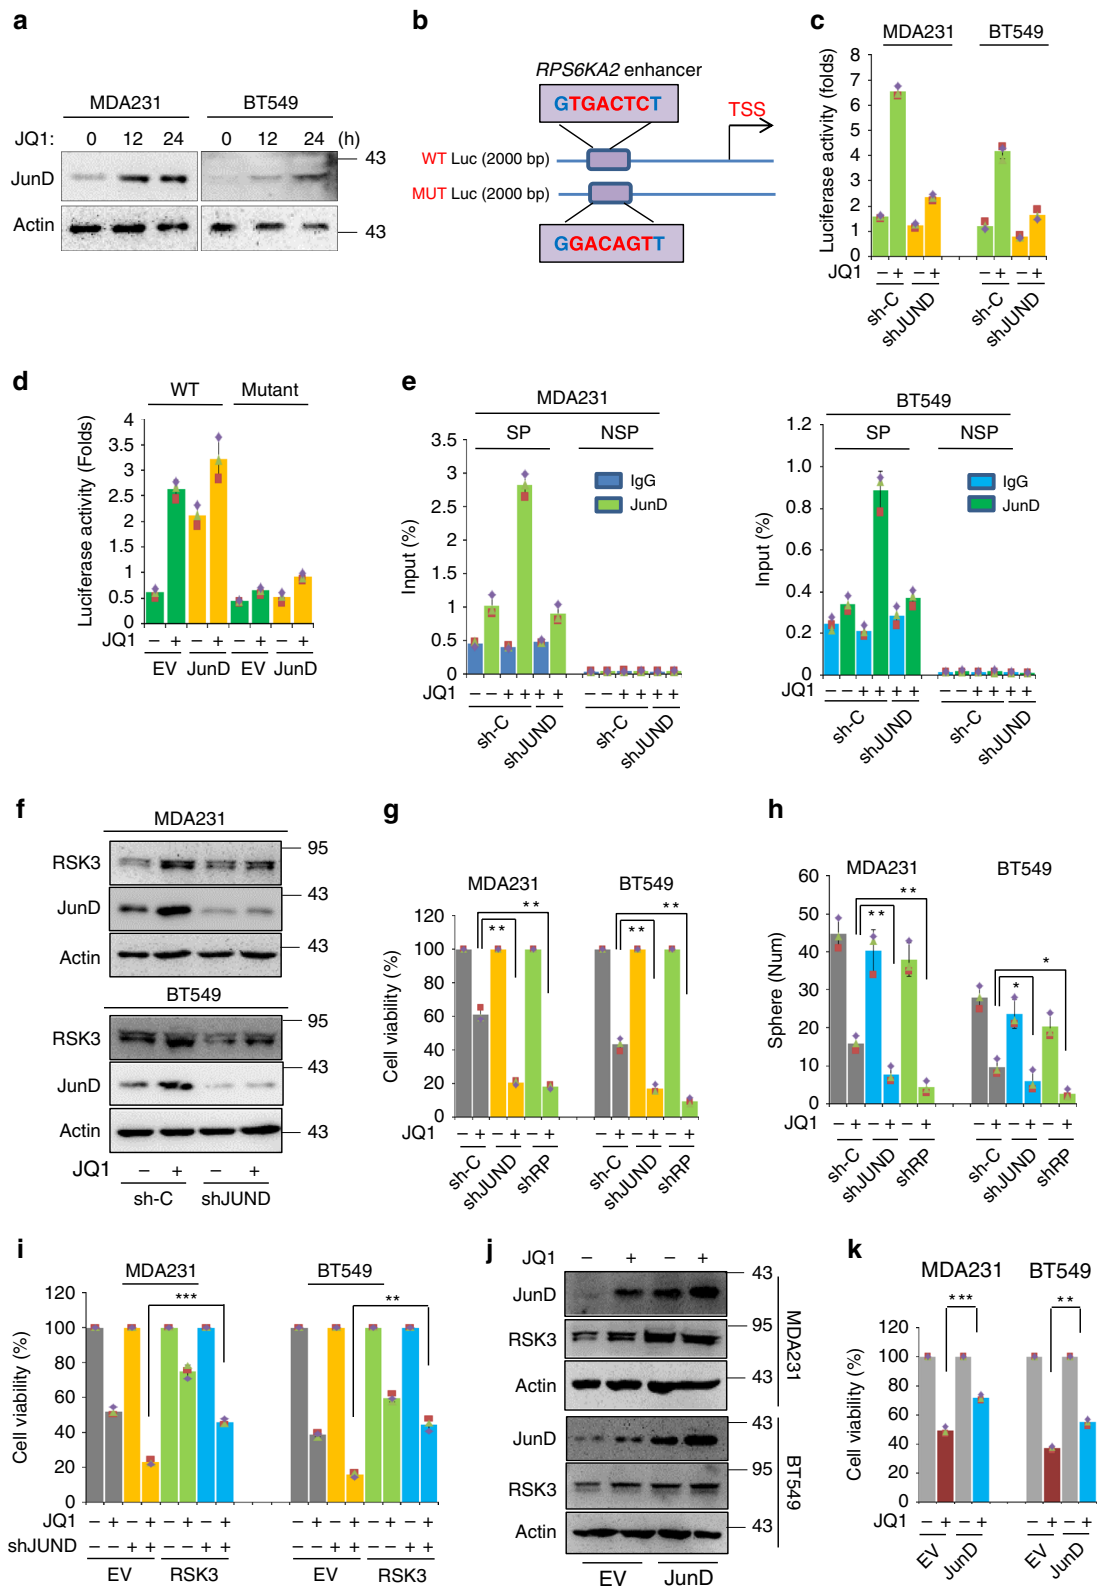 a
MDA231 BT549
JQ1: 0 12 24 0 12 24 (h)
JunD 43
Actin 43
b
RPS6KA2 enhancer
GTGACTCT
TSS
WT Luc (2000 bp)
MUT Luc (2000 bp)
GGACAGTT
c
MDA231 BT549
Luciferase activity (folds)
8
7
6
5
4
3
2
1
0
JQ1 – + – + – + – +
sh-C shJUND sh-C shJUND
d
WT Mutant
Luciferase activity (Folds)
4
3.5
3
2.5
2
1.5
1
0.5
0
JQ1 – + – + – + – +
EV JunD EV JunD
e
MDA231
SP NSP
Input (%)
3.5
3
2.5
2
1.5
1
0.5
0
IgG
JunD
JQ1 – – + + + + – – + + + +
sh-C shJUND sh-C shJUND
BT549
SP NSP
Input (%)
1.2
1.0
0.8
0.6
0.4
0.2
0
IgG
JunD
JQ1 – – + + + + – – + + + +
sh-C shJUND sh-C shJUND
f
MDA231
RSK3 95
JunD 43
Actin 43
BT549
RSK3 95
JunD 43
Actin 43
JQ1 – + – +
sh-C shJUND
g
MDA231 BT549
Cell viability (%)
120
100
80
60
40
20
0
** ** ** **
JQ1 – + – + – + – + – + – +
sh-C shJUND shRP sh-C shJUND shRP
h
MDA231 BT549
Sphere (Num)
60
50
40
30
20
10
0
** ** * *
JQ1 – + – + – + – + – + – +
sh-C shJUND shRP sh-C shJUND shRP
i
MDA231 BT549
Cell viability (%)
120
100
80
60
40
20
0
*** **
JQ1 – + – + – + – + – + – + – + – +
shJUND – – + + – – + + – – + + – – + +
EV RSK3 EV RSK3
j
JQ1 – + – +
JunD 43
RSK3 95
Actin 43
MDA231
JunD 43
RSK3 95
Actin 43
BT549
EV JunD
k
MDA231 BT549
Cell viability (%)
120
100
80
60
40
20
0
*** **
JQ1 – + – + – + – +
EV JunD EV JunD